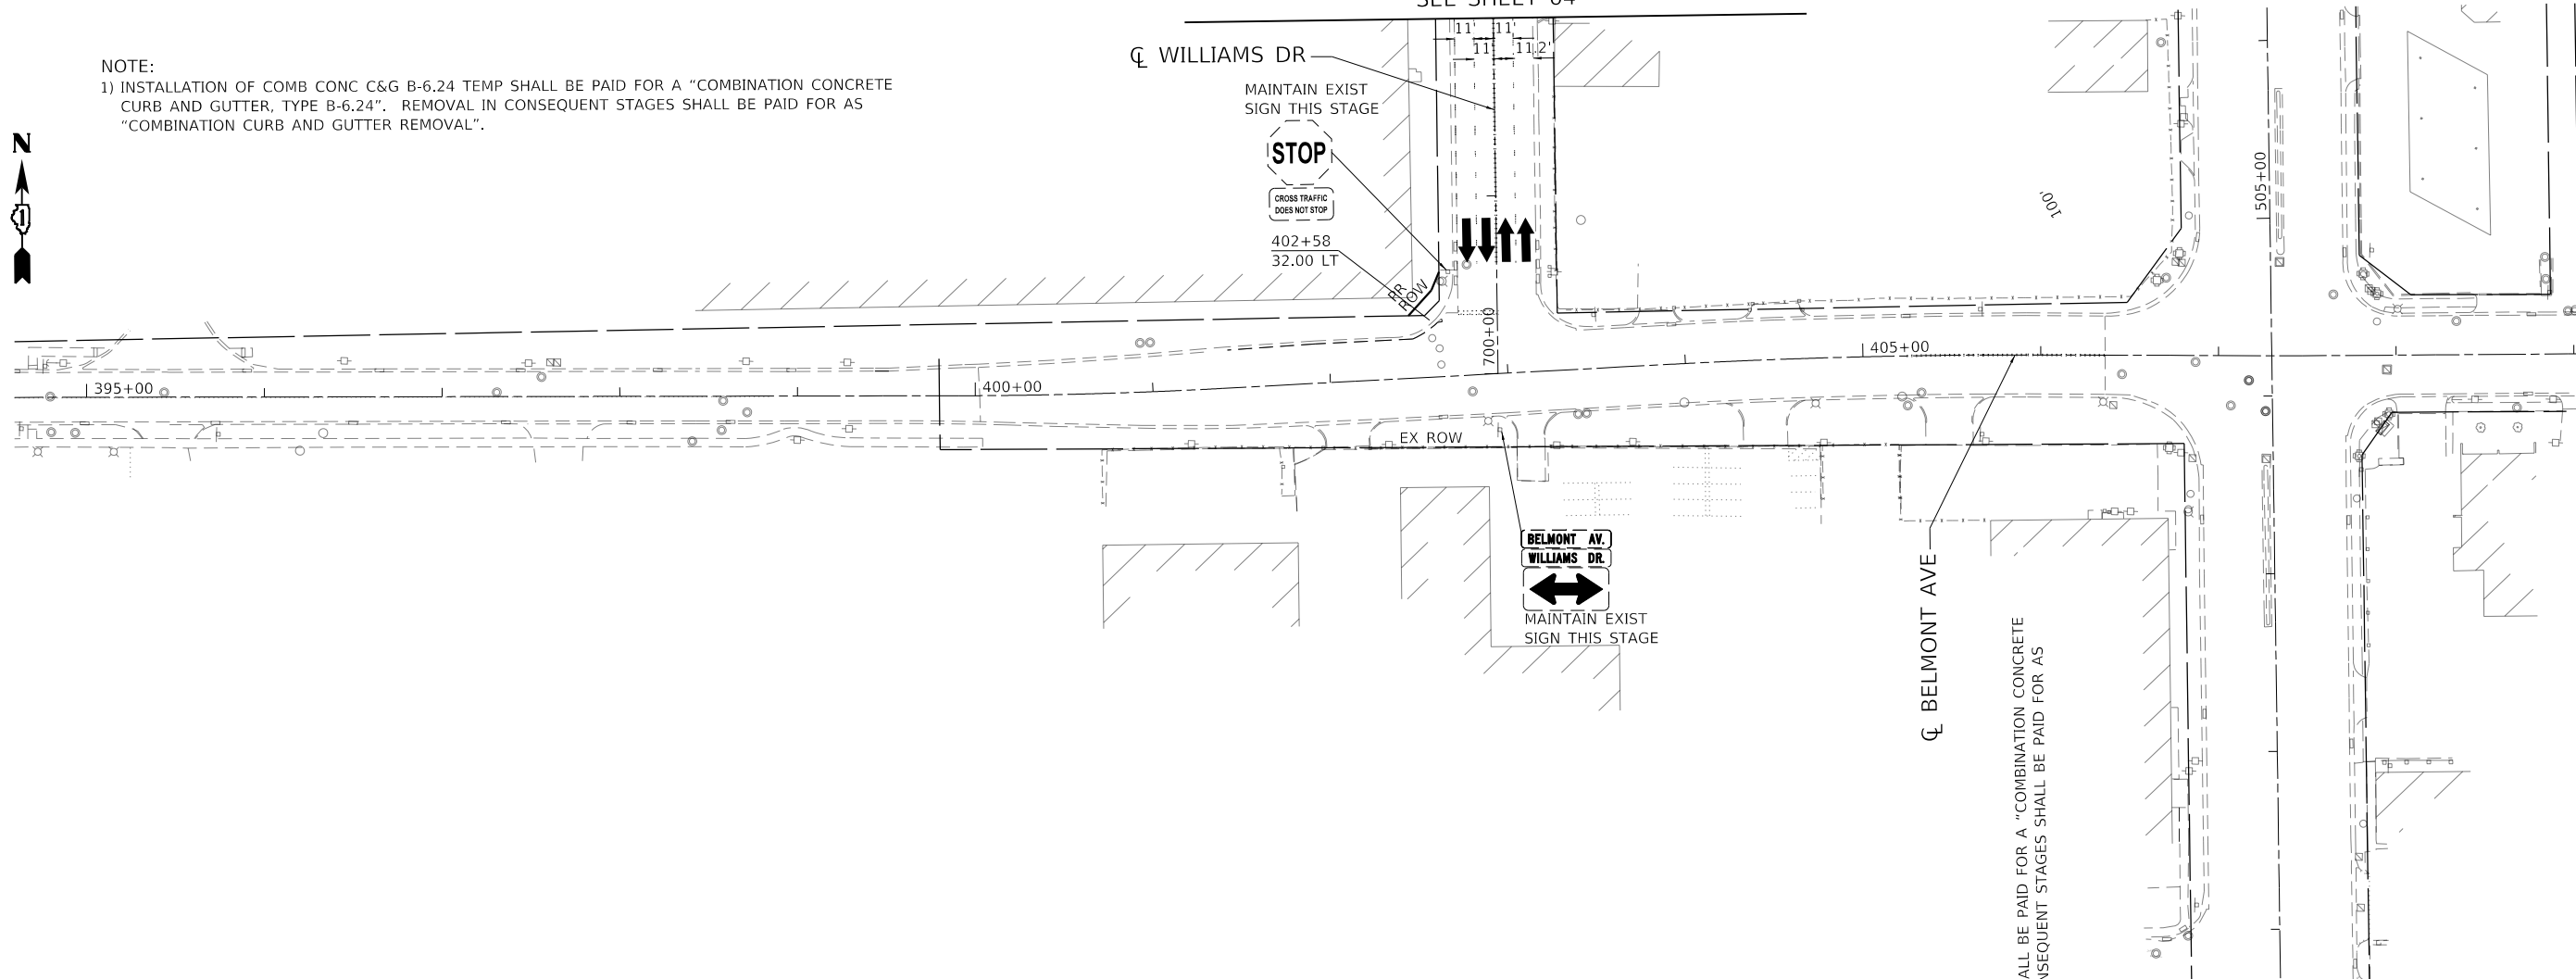 SEE SHEET 64
NOTE:
1) INSTALLATION OF COMB CONC C&G B-6.24 TEMP SHALL BE PAID FOR A “COMBINATION CONCRETE
CURB AND GUTTER, TYPE B-6.24”. REMOVAL IN CONSEQUENT STAGES SHALL BE PAID FOR AS
“COMBINATION CURB AND GUTTER REMOVAL”.
N
1
℄ WILLIAMS DR
11' 11'
11' 11.2'
MAINTAIN EXIST
SIGN THIS STAGE
STOP
CROSS TRAFFIC
DOES NOT STOP
402+58
32.00 LT
PR
ROW
700+00
100'
505+00
395+00
400+00
405+00
EX ROW
BELMONT AV.
WILLIAMS DR.
MAINTAIN EXIST
SIGN THIS STAGE
℄ BELMONT AVE
ALL BE PAID FOR A “COMBINATION CONCRETE
NSEQUENT STAGES SHALL BE PAID FOR AS